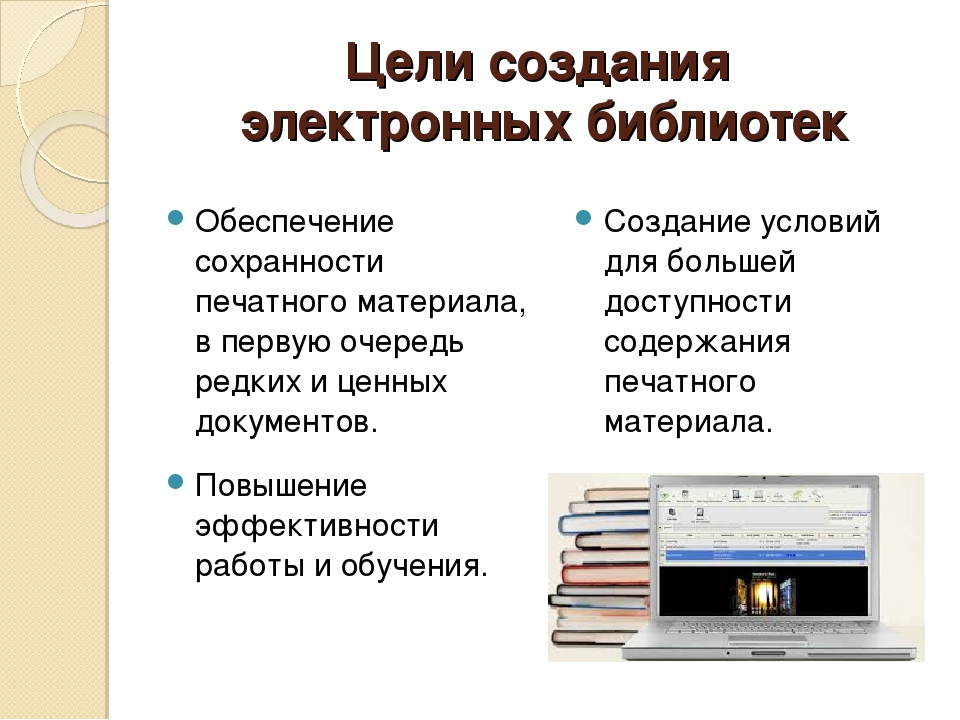 Цели создания
электронных библиотек
Обеспечение
сохранности
печатного материала,
в первую очередь
редких и ценных
документов.
Повышение
эффективности
работы и обучения.
Создание условий
для большей
доступности
содержания
печатного
материала.